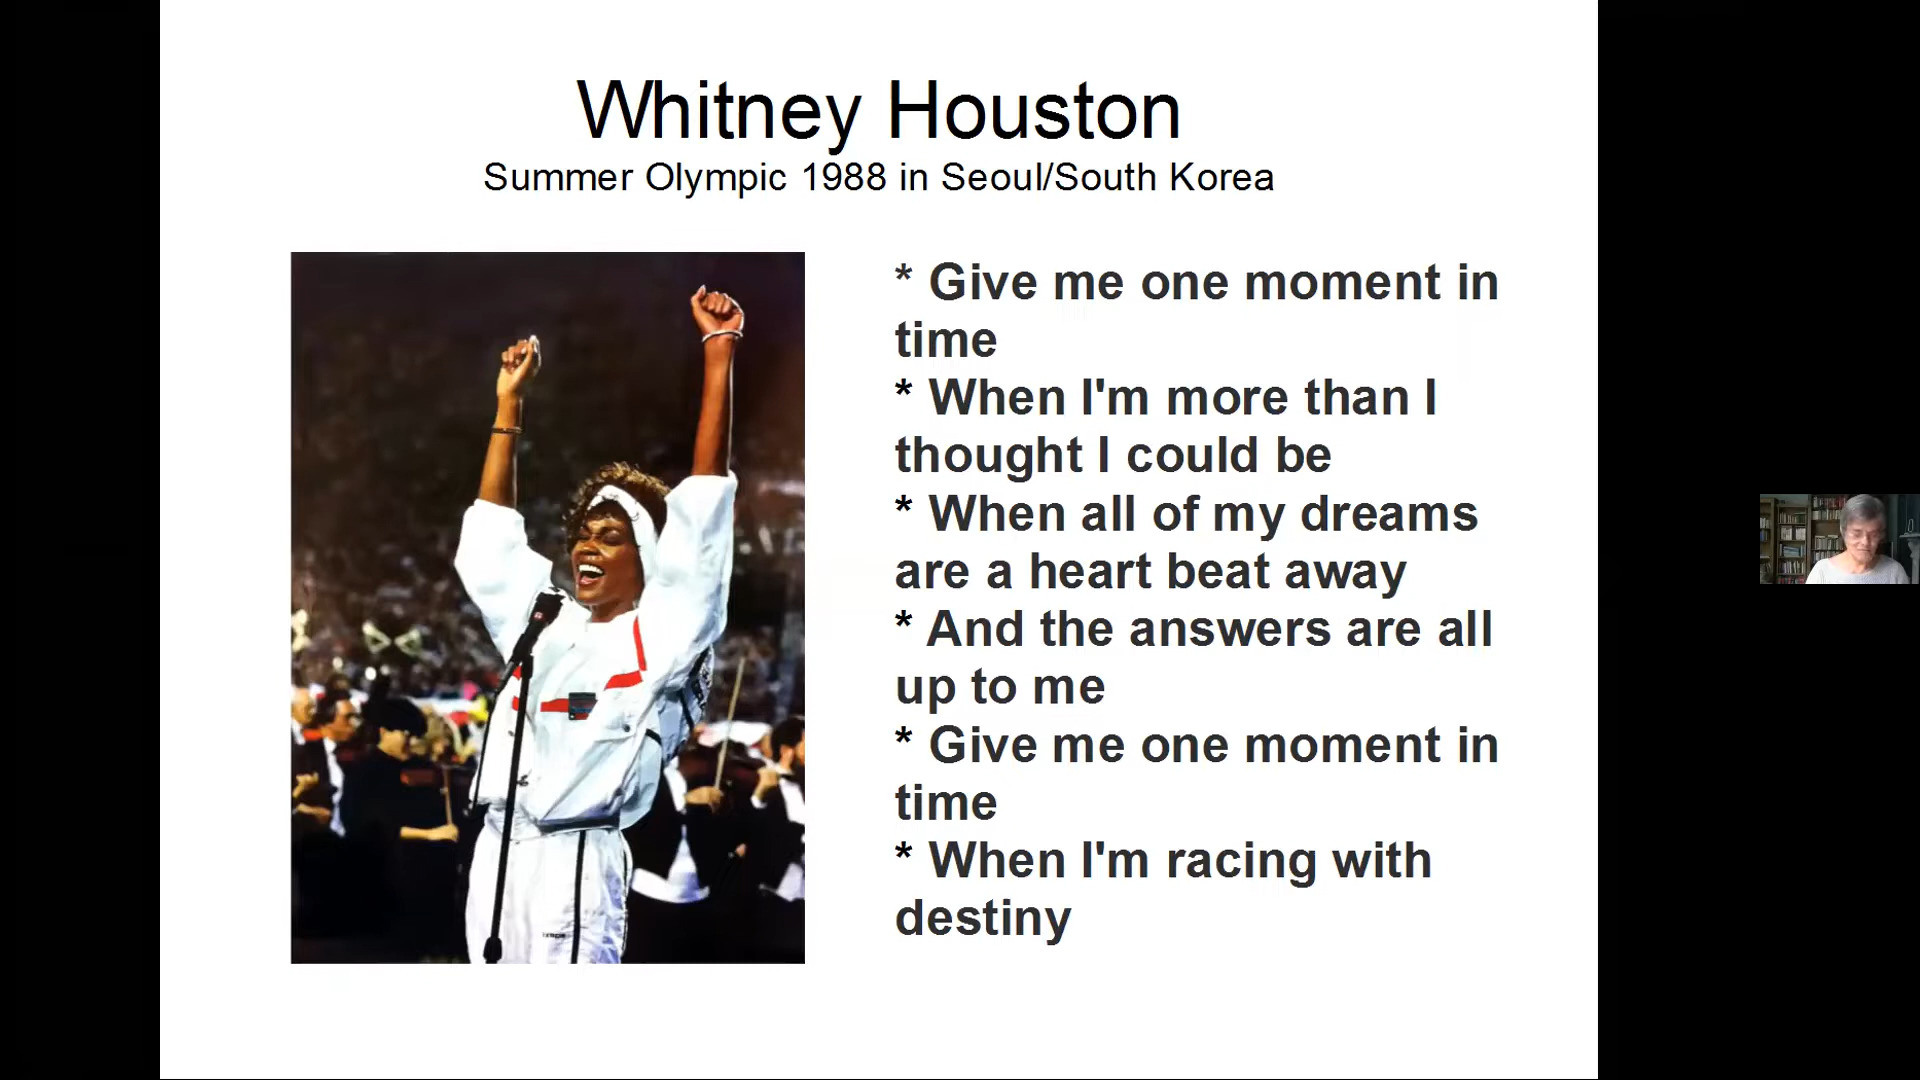 Whitney Houston
Summer Olympic 1988 in Seoul/South Korea
* Give me one moment in
time
* When I'm more than I
thought I could be
* When all of my dreams
are a heart beat away
* And the answers are all
up to me
* Give me one moment in
time
* When I'm racing with
destiny